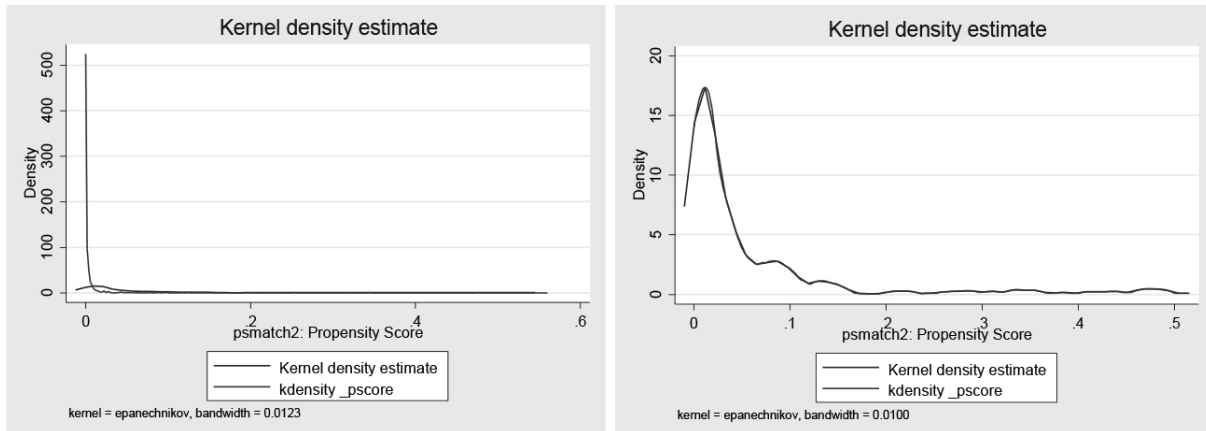 Kernel density estimate
Density
500
400
300
200
100
0
0
.2
.4
.6
psmatch2: Propensity Score
Kernel density estimate
kdensity _pscore
kernel = epanechnikov, bandwidth = 0.0123
Kernel density estimate
Density
20
15
10
5
0
0
.1
.2
.3
.4
.5
psmatch2: Propensity Score
Kernel density estimate
kdensity _pscore
kernel = epanechnikov, bandwidth = 0.0100